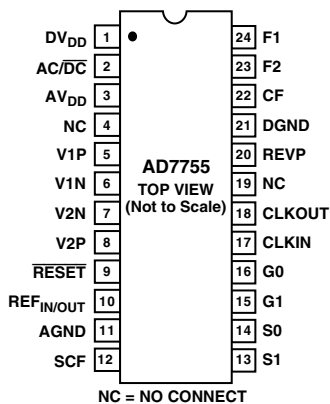 DVDD 1 24 F1
AC/DC 2 23 F2
AVDD 3 22 CF
NC 4 21 DGND
V1P 5 20 REVP
V1N 6 19 NC
V2N 7 18 CLKOUT
V2P 8 17 CLKIN
RESET 9 16 G0
REFIN/OUT 10 15 G1
AGND 11 14 S0
SCF 12 13 S1
AD7755
TOP VIEW
(Not to Scale)
NC = NO CONNECT